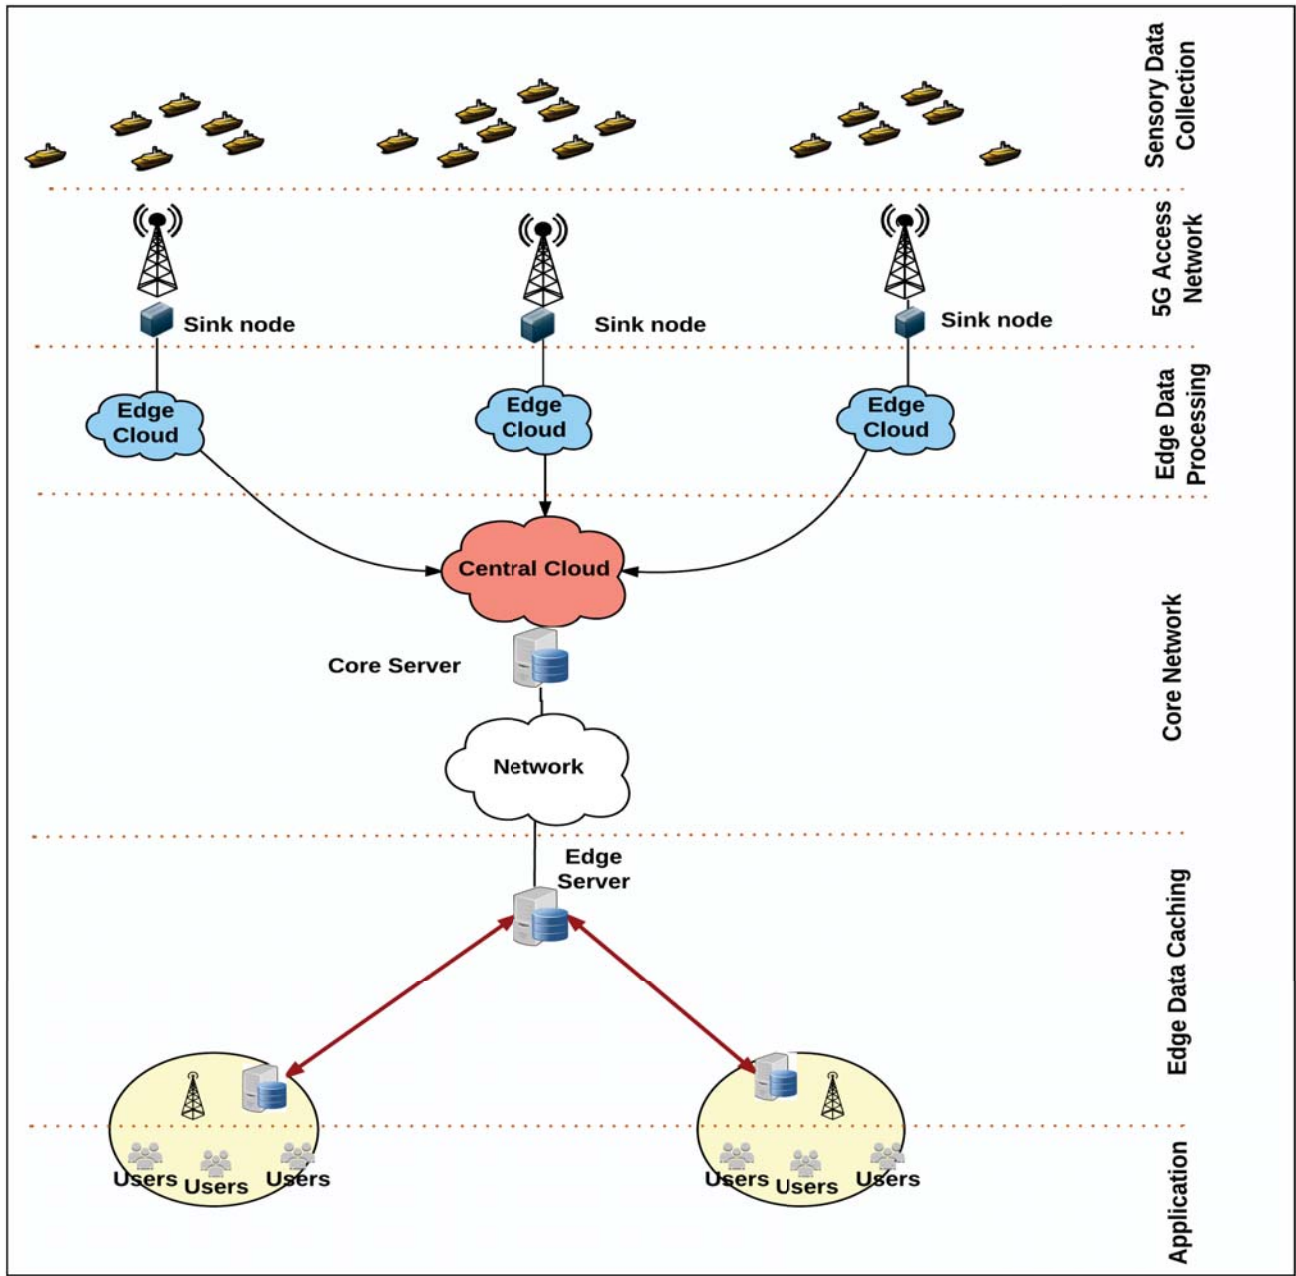 Sensory Data
Collection
5G Access
Network
Sink node
Sink node
Sink node
Edge Data
Processing
Edge
Cloud
Edge
Cloud
Edge
Cloud
Core Network
Central Cloud
Core Server
Network
Edge Data Caching
Edge
Server
Application
Users
Users
Users
Users
Users
Users